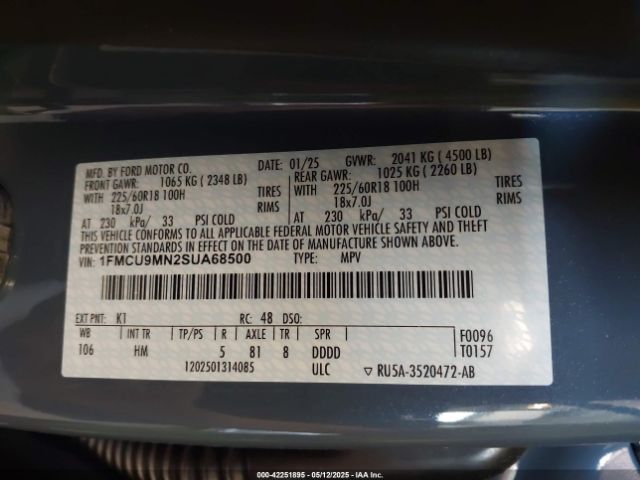 MFD. BY FORD MOTOR CO.
DATE: 01/25 GVWR: 2041 KG ( 4500 LB)
FRONT GAWR: 1065 KG ( 2348 LB)
REAR GAWR: 1025 KG ( 2260 LB)
WITH 225/60R18 100H TIRES
WITH 225/60R18 100H TIRES
18x7.0J RIMS
18x7.0J RIMS
AT 230 kPa/ 33 PSI COLD
AT 230 kPa/ 33 PSI COLD
THIS VEHICLE CONFORMS TO ALL APPLICABLE FEDERAL MOTOR VEHICLE SAFETY AND THEFT
PREVENTION STANDARDS IN EFFECT ON THE DATE OF MANUFACTURE SHOWN ABOVE.
VIN: 1FMCU9MN2SUA68500 TYPE: MPV
EXT PNT: KT RC: 48 DSO:
WB INT TR TP/PS R AXLE TR SPR F0096
106 HM 5 81 8 DDDD T0157
1202501314085 ULC ▽ RU5A-3520472-AB
000-42251895 - 05/12/2025 - IAA Inc.